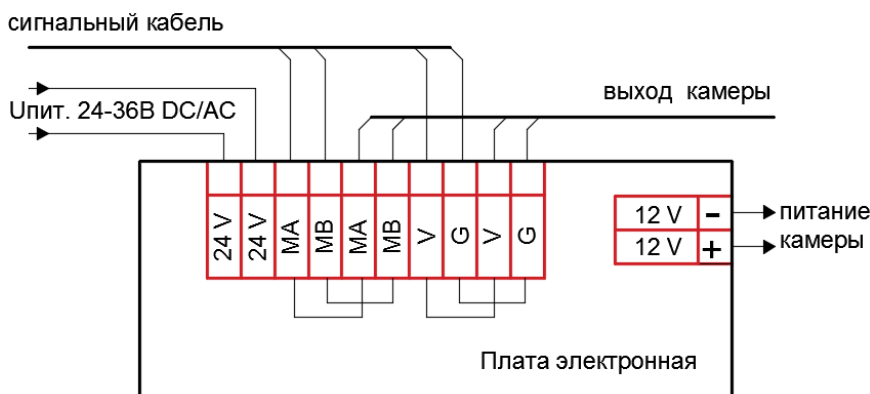 сигнальный кабель
Uпит. 24-36В DC/AC
выход камеры
24 V
24 V
MA
MB
MA
MB
V
G
V
G
12 V -
12 V +
питание
камеры
Плата электронная